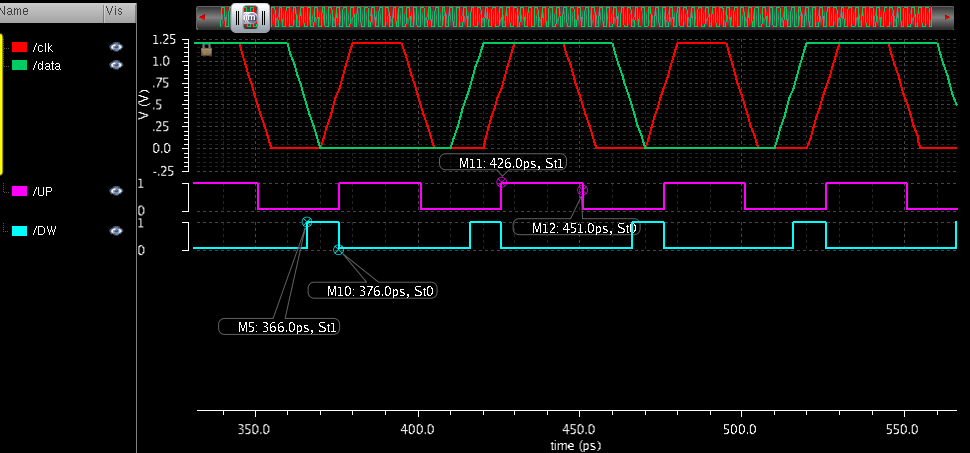 Name Vis
/clk
/data
/UP
/DW
V (V)
1.25
1.0
.75
.5
.25
0.0
-.25
M11: 426.0ps, St1
1
0
M12: 451.0ps, St0
1
0
M10: 376.0ps, St0
M5: 366.0ps, St1
350.0 400.0 450.0 500.0 550.0
time (ps)